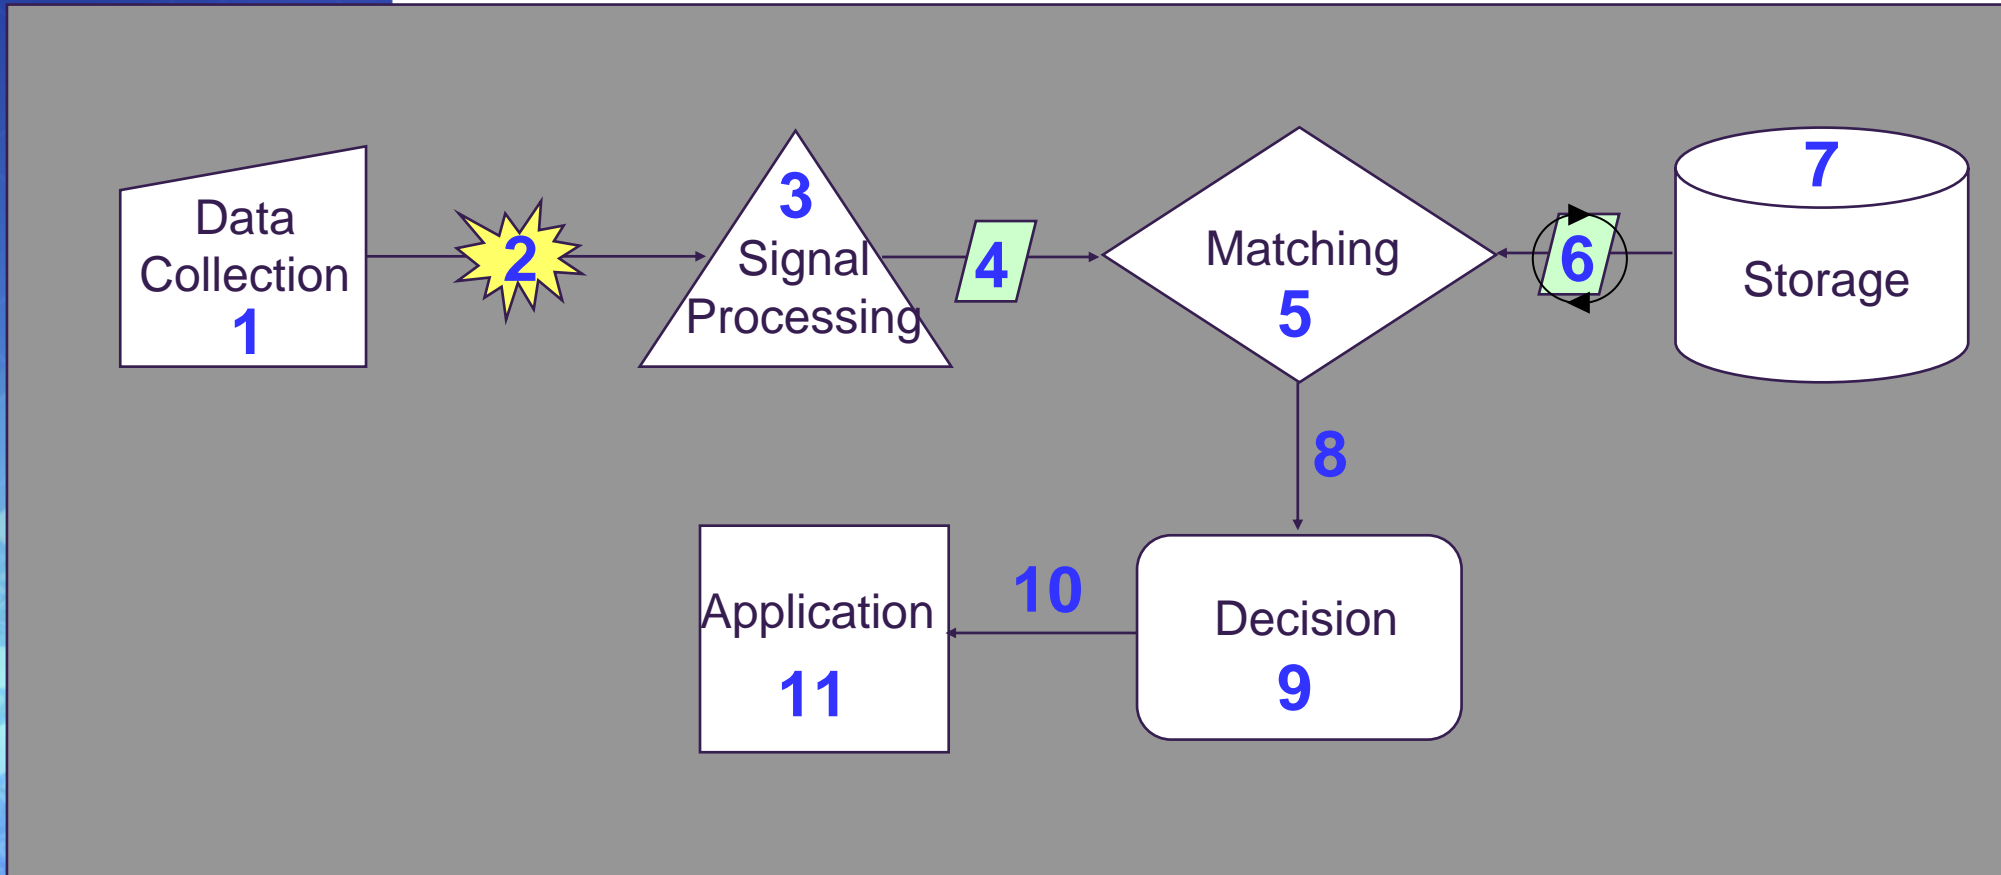 Data
Collection
1
2
3
Signal
Processing
4
Matching
5
6
7
Storage
8
Application
11
10
Decision
9